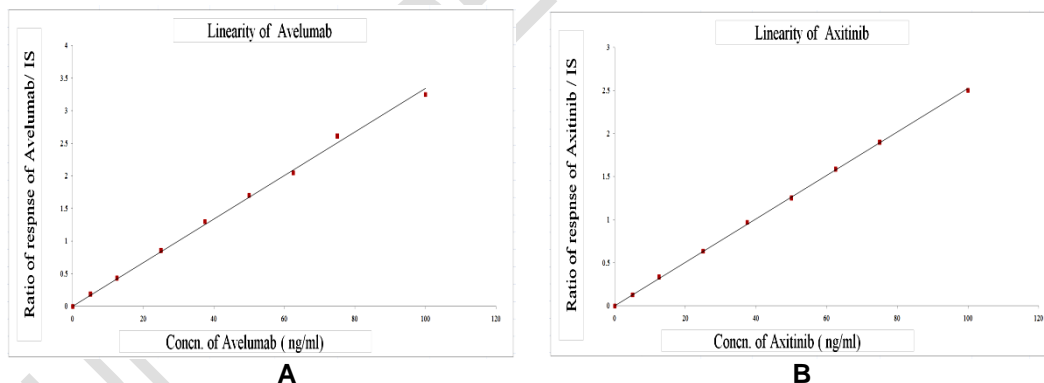 Linearity of Avelumab
Ratio of respnse of Avelumab/ IS
4
3.5
3
2.5
2
1.5
1
0.5
0
0 20 40 60 80 100 120
Concn. of Avelumab ( ng/ml)
A
Linearity of Axitinib
Ratio of respnse of Axitinib / IS
3
2.5
2
1.5
1
0.5
0
0 20 40 60 80 100 120
Concn. of Axitinib ( ng/ml)
B